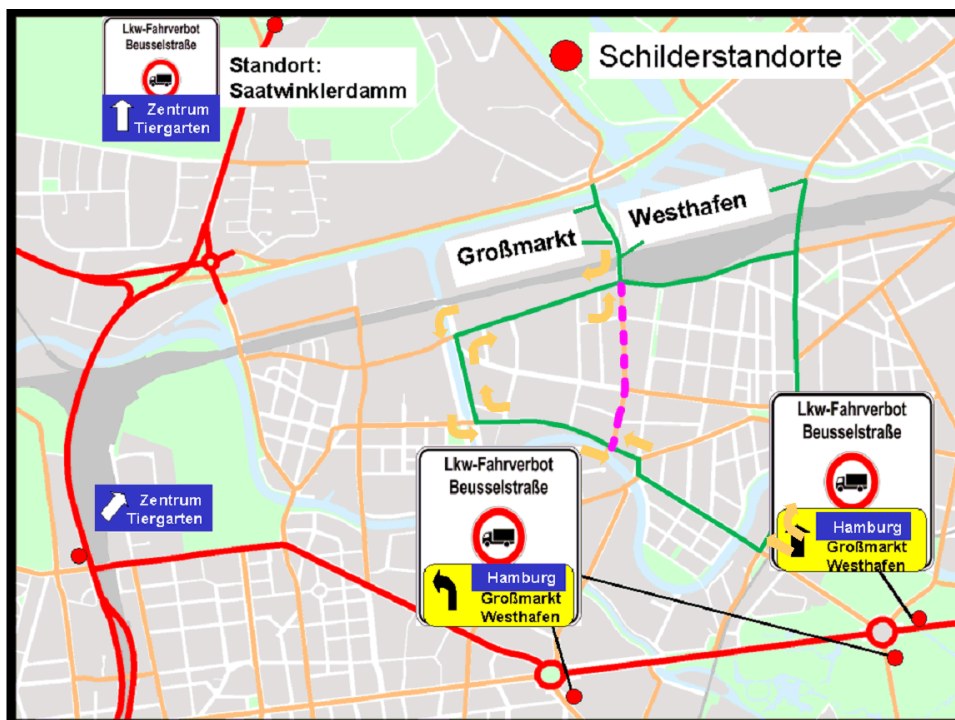 Lkw-Fahrverbot
Beusselstraße
Zentrum
Tiergarten
Standort:
Saatwinklerdamm
Schilderstandorte
Westhafen
Großmarkt
Zentrum
Tiergarten
Lkw-Fahrverbot
Beusselstraße
Hamburg
Großmarkt
Westhafen
Lkw-Fahrverbot
Beusselstraße
Hamburg
Großmarkt
Westhafen